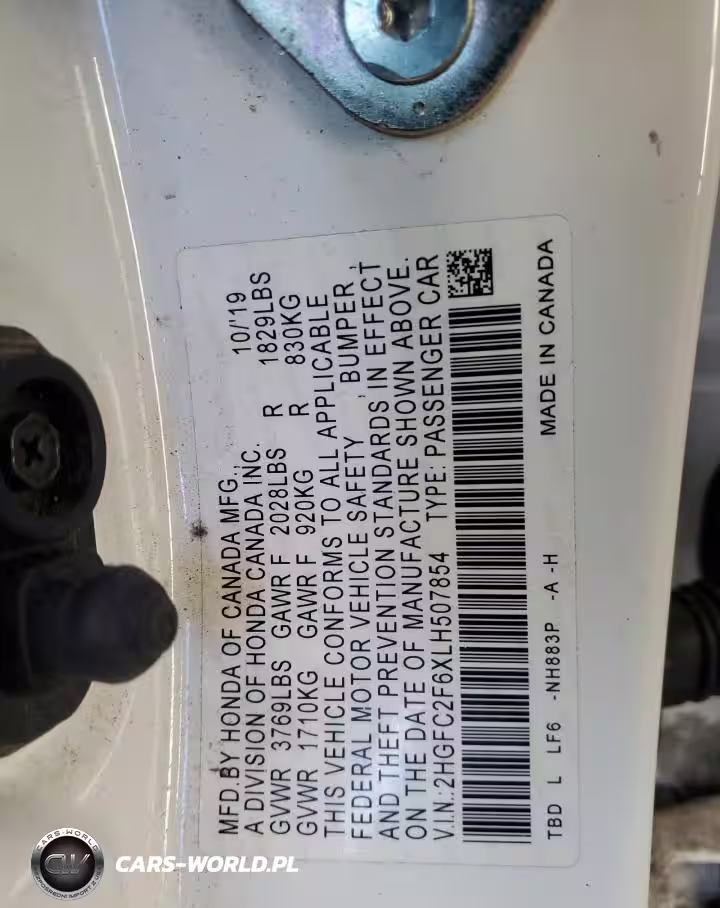 MFD.BY HONDA OF CANADA MFG., 10/'19
A DIVISION OF HONDA CANADA INC.
GVWR 3769LBS GAWR F 2028LBS R 1829LBS
GVWR 1710KG GAWR F 920KG R 830KG
THIS VEHICLE CONFORMS TO ALL APPLICABLE
FEDERAL MOTOR VEHICLE SAFETY , BUMPER ,
AND THEFT PREVENTION STANDARDS IN EFFECT
ON THE DATE OF MANUFACTURE SHOWN ABOVE.
V.I.N.:2HGFC2F6XLH507854 TYPE: PASSENGER CAR
TBD L LF6 -NH883P -A -H MADE IN CANADA
CARS-WORLD
CW
CARS-WORLD.PL